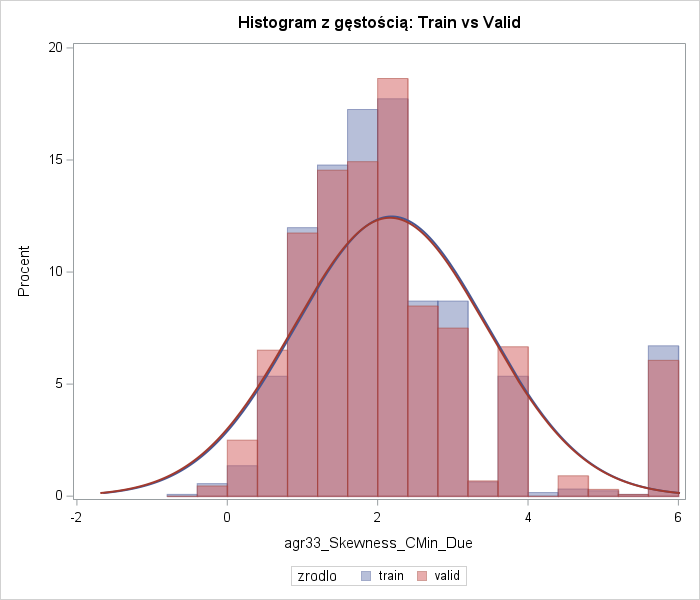 Histogram z gęstością: Train vs Valid
20
15
10
5
0
Procent
-2 0 2 4 6
agr33_Skewness_CMin_Due
zrodlo train valid